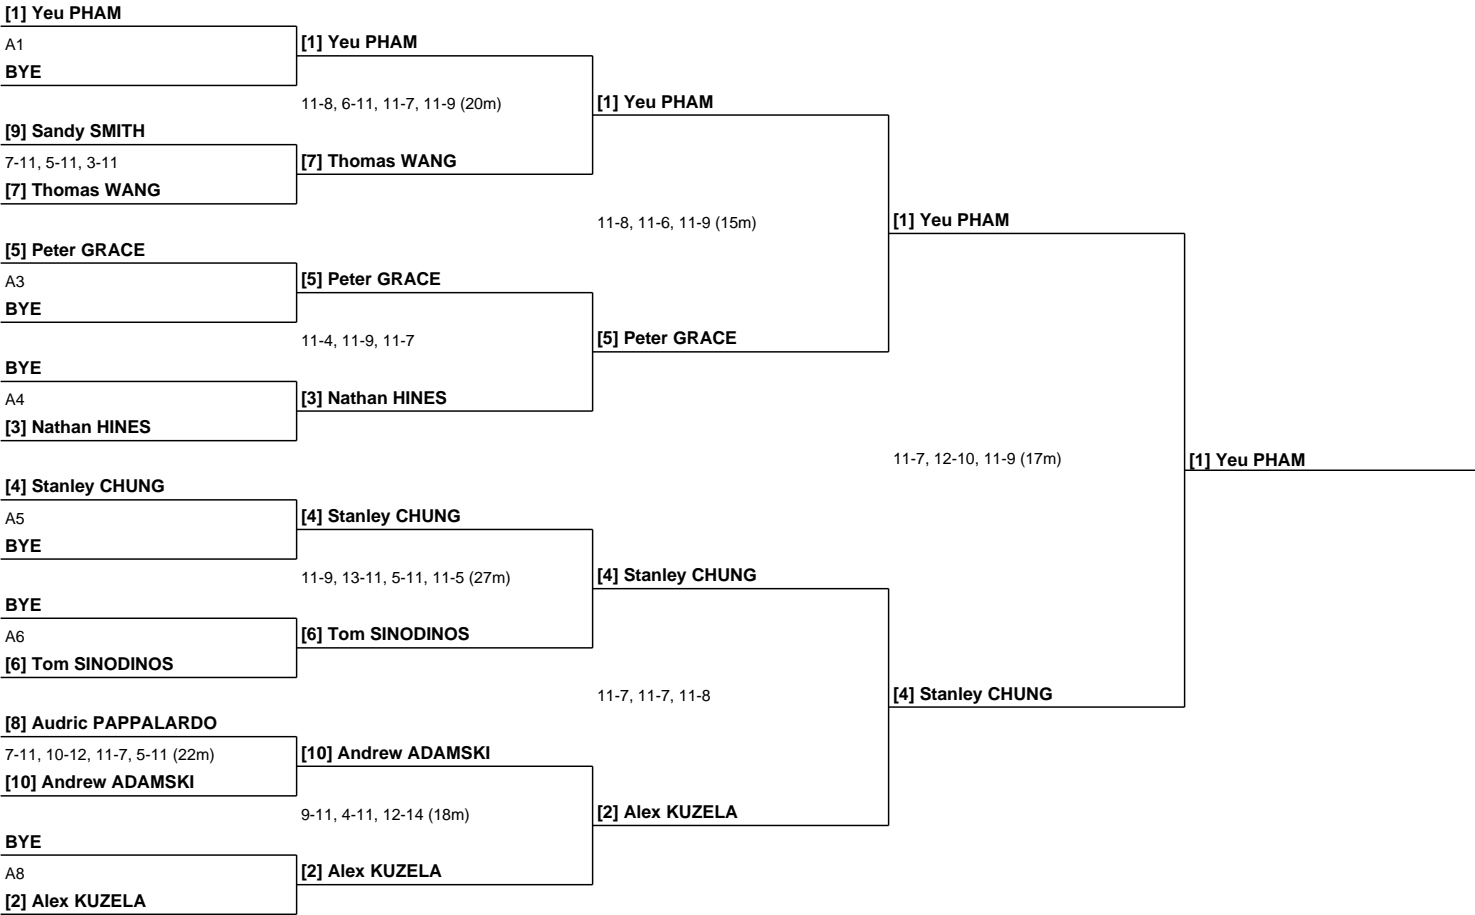 [1] Yeu PHAM
A1
BYE
[9] Sandy SMITH
7-11, 5-11, 3-11
[7] Thomas WANG
[5] Peter GRACE
A3
BYE
BYE
A4
[3] Nathan HINES
[4] Stanley CHUNG
A5
BYE
BYE
A6
[6] Tom SINODINOS
[8] Audric PAPPALARDO
7-11, 10-12, 11-7, 5-11 (22m)
[10] Andrew ADAMSKI
BYE
A8
[2] Alex KUZELA
[1] Yeu PHAM
11-8, 6-11, 11-7, 11-9 (20m)
[7] Thomas WANG
[5] Peter GRACE
11-4, 11-9, 11-7
[3] Nathan HINES
[4] Stanley CHUNG
11-9, 13-11, 5-11, 11-5 (27m)
[6] Tom SINODINOS
[10] Andrew ADAMSKI
9-11, 4-11, 12-14 (18m)
[2] Alex KUZELA
[1] Yeu PHAM
11-8, 11-6, 11-9 (15m)
[5] Peter GRACE
[4] Stanley CHUNG
11-7, 11-7, 11-8
[2] Alex KUZELA
[1] Yeu PHAM
11-7, 12-10, 11-9 (17m)
[4] Stanley CHUNG
[1] Yeu PHAM